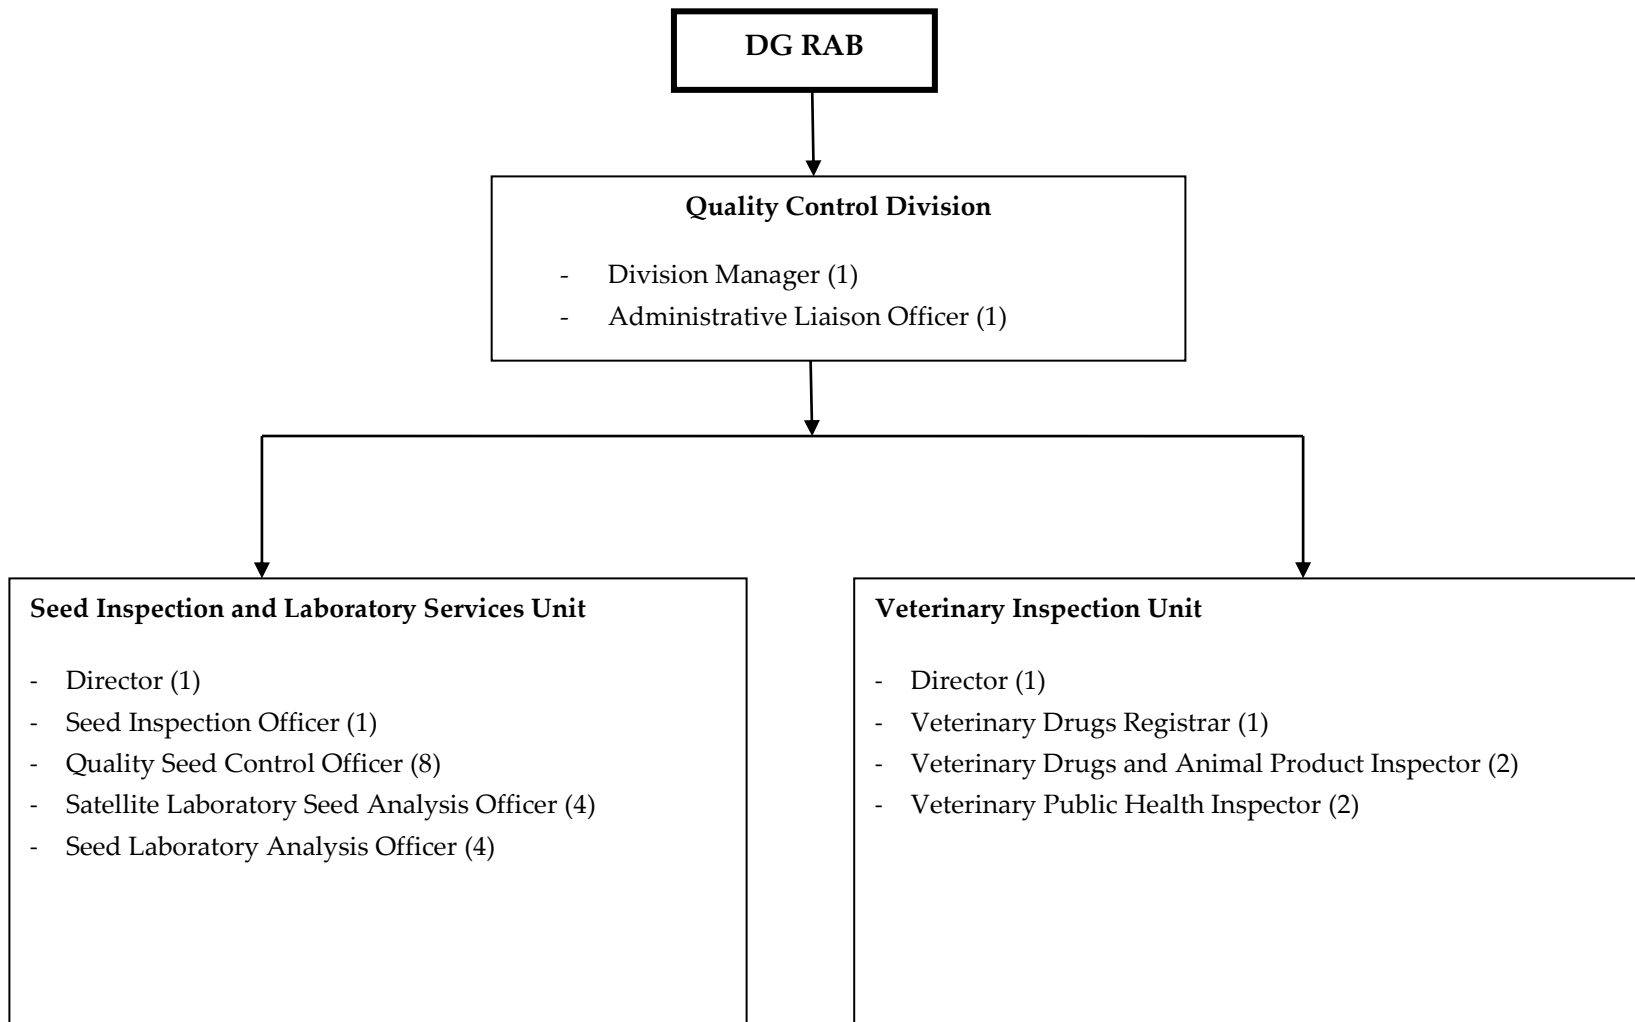 DG RAB
Quality Control Division
- Division Manager (1)
- Administrative Liaison Officer (1)
Seed Inspection and Laboratory Services Unit
- Director (1)
- Seed Inspection Officer (1)
- Quality Seed Control Officer (8)
- Satellite Laboratory Seed Analysis Officer (4)
- Seed Laboratory Analysis Officer (4)
Veterinary Inspection Unit
- Director (1)
- Veterinary Drugs Registrar (1)
- Veterinary Drugs and Animal Product Inspector (2)
- Veterinary Public Health Inspector (2)